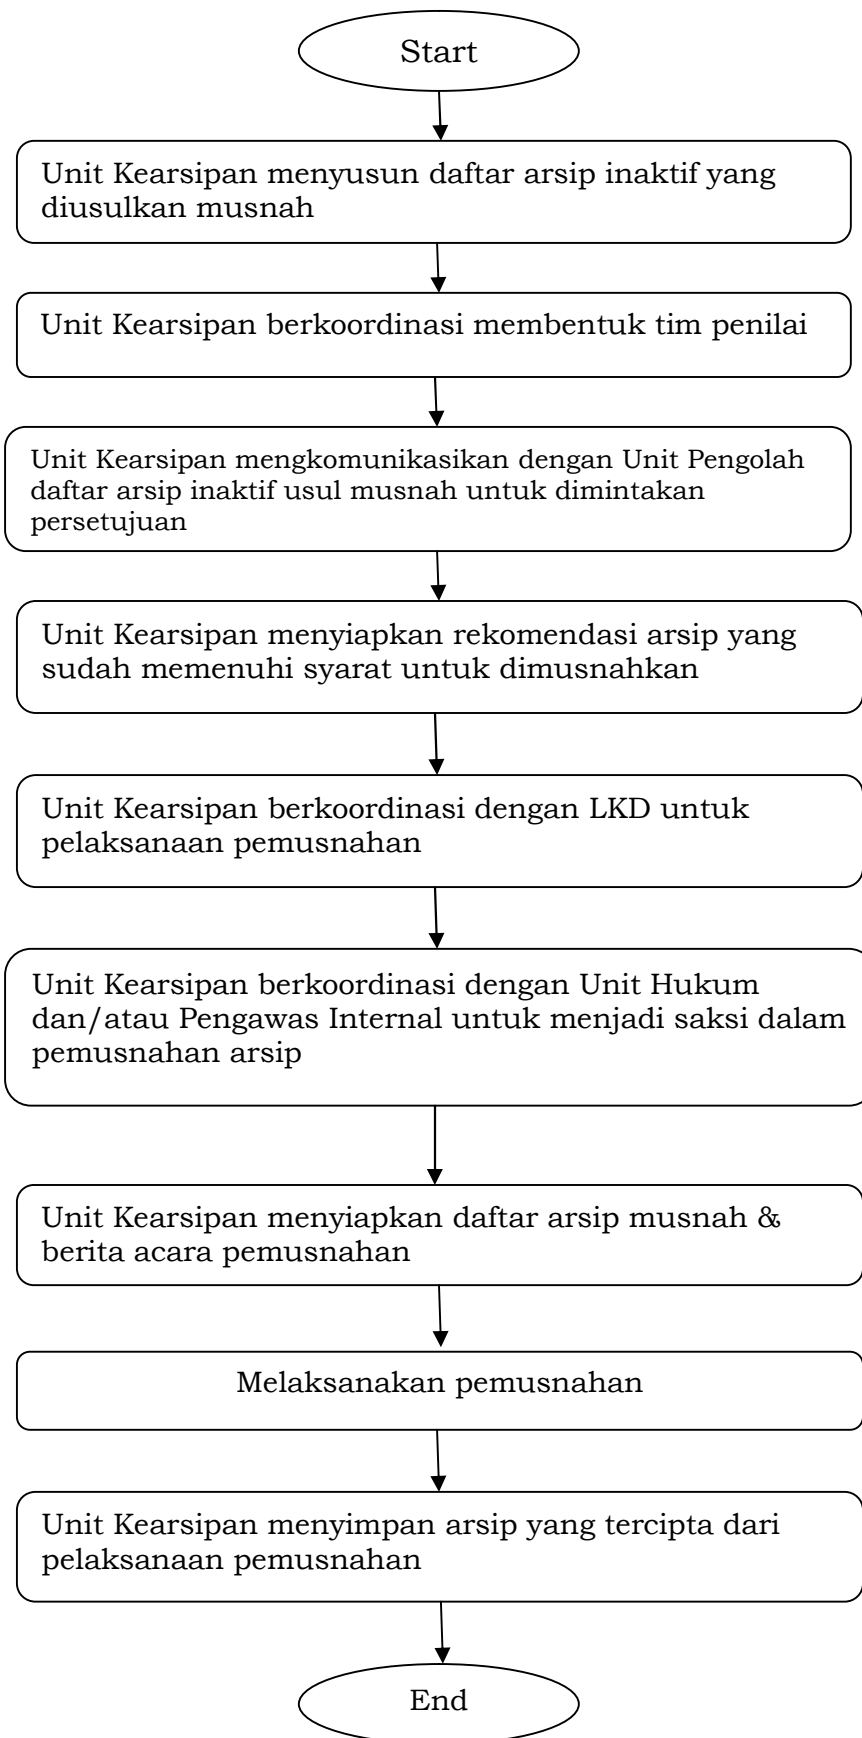 Start
Unit Kearsipan menyusun daftar arsip inaktif yang
diusulkan musnah
Unit Kearsipan berkoordinasi membentuk tim penilai
Unit Kearsipan mengkomunikasikan dengan Unit Pengolah
daftar arsip inaktif usul musnah untuk dimintakan
persetujuan
Unit Kearsipan menyiapkan rekomendasi arsip yang
sudah memenuhi syarat untuk dimusnahkan
Unit Kearsipan berkoordinasi dengan LKD untuk
pelaksanaan pemusnahan
Unit Kearsipan berkoordinasi dengan Unit Hukum
dan/atau Pengawas Internal untuk menjadi saksi dalam
pemusnahan arsip
Unit Kearsipan menyiapkan daftar arsip musnah &
berita acara pemusnahan
Melaksanakan pemusnahan
Unit Kearsipan menyimpan arsip yang tercipta dari
pelaksanaan pemusnahan
End